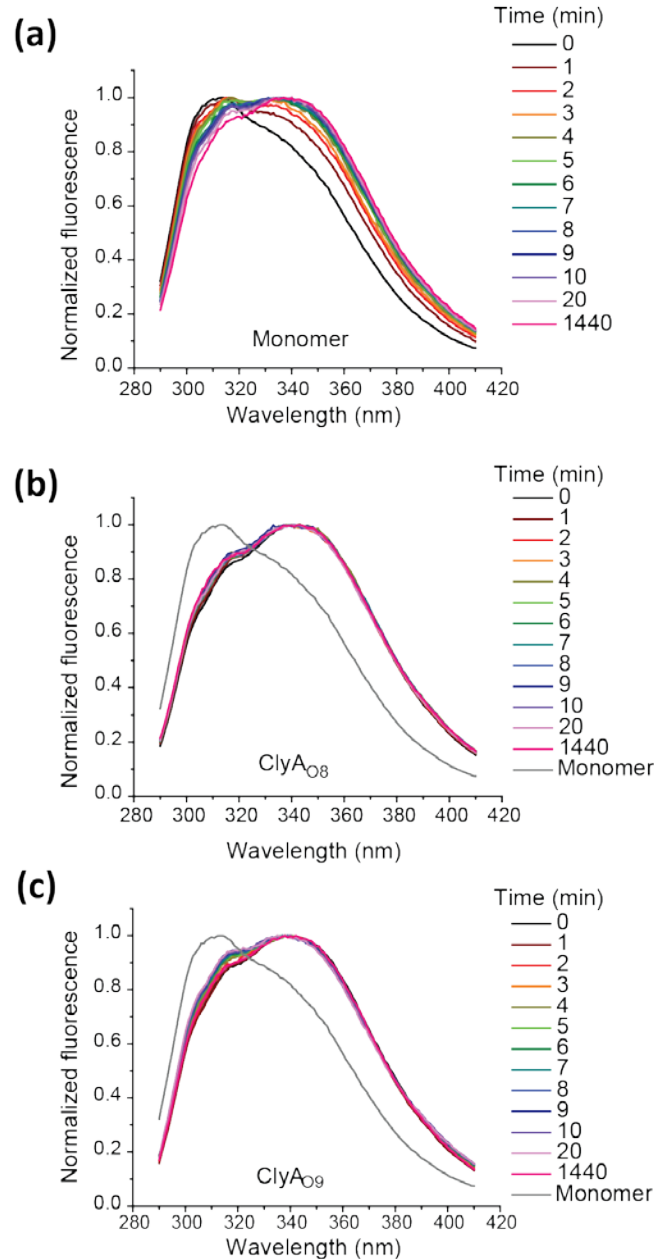 (a)
Time (min)
0
1
2
3
4
5
6
7
8
9
10
20
1440
Normalized fluorescence
1.0
0.8
0.6
0.4
0.2
0.0
Monomer
280 300 320 340 360 380 400 420
Wavelength (nm)
(b)
Time (min)
0
1
2
3
4
5
6
7
8
9
10
20
1440
Monomer
Normalized fluorescence
1.0
0.8
0.6
0.4
0.2
0.0
ClyAO8
280 300 320 340 360 380 400 420
Wavelength (nm)
(c)
Time (min)
0
1
2
3
4
5
6
7
8
9
10
20
1440
Monomer
Normalized fluorescence
1.0
0.8
0.6
0.4
0.2
0.0
ClyAO9
280 300 320 340 360 380 400 420
Wavelength (nm)